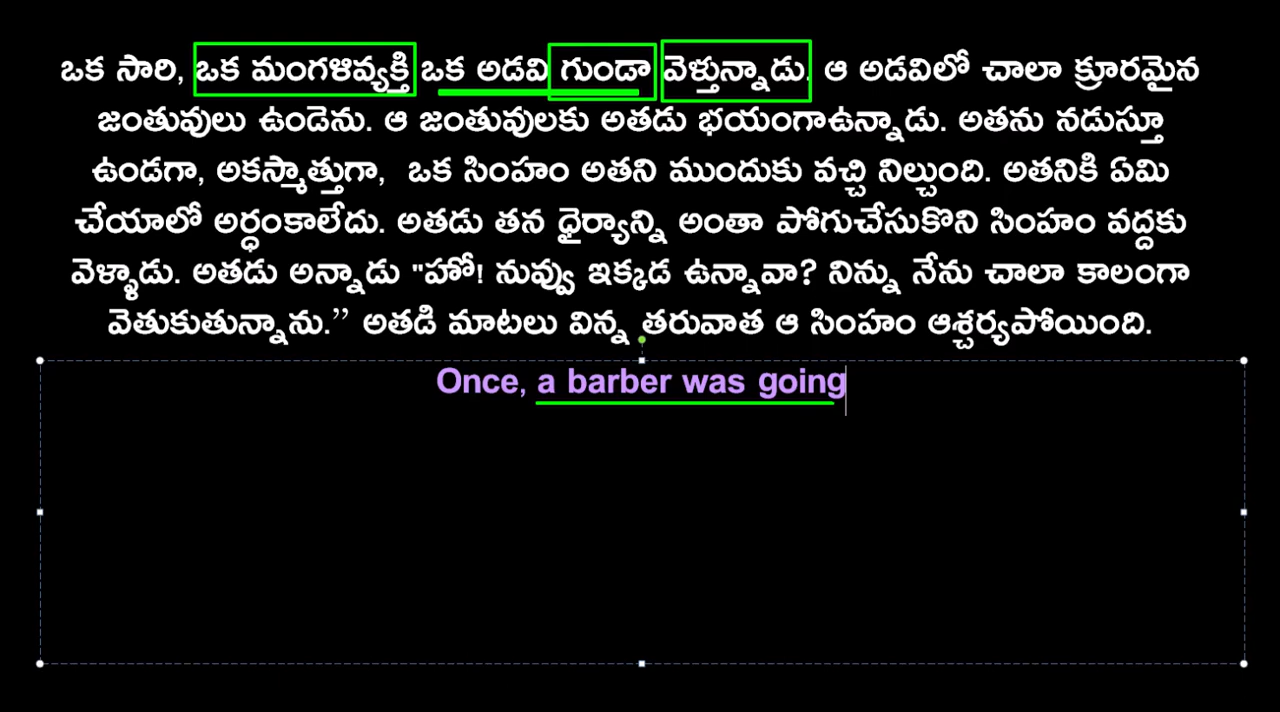 ఒక సారి, ఒక మంగళివ్యక్తి ఒక అడవి గుండా వెళ్తున్నాడు. ఆ అడవిలో చాలా క్రూరమైన
జంతువులు ఉండెను. ఆ జంతువులకు అతడు భయంగాఉన్నాడు. అతను నడుస్తూ
ఉండగా, అకస్మాత్తుగా, ఒక సింహం అతని ముందుకు వచ్చి నిల్చుంది. అతనికి ఏమి
చేయాలో అర్ధంకాలేదు. అతడు తన ధైర్యాన్ని అంతా పోగుచేసుకొని సింహం వద్దకు
వెళ్ళాడు. అతడు అన్నాడు "హో! నువ్వు ఇక్కడ ఉన్నావా? నిన్ను నేను చాలా కాలంగా
వెతుకుతున్నాను.” అతడి మాటలు విన్న తరువాత ఆ సింహం ఆశ్చర్యపోయింది.
Once, a barber was going